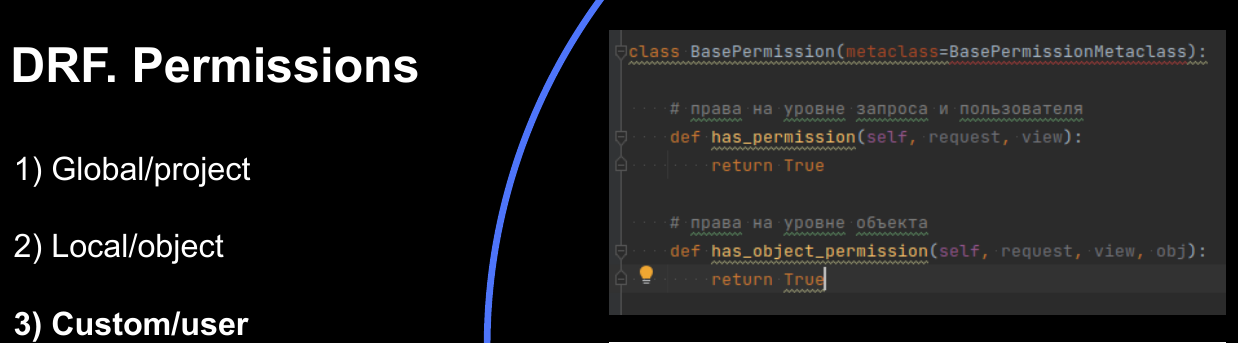 DRF. Permissions
1) Global/project
2) Local/object
3) Custom/user
class BasePermission(metaclass=BasePermissionMetaclass):
# права на уровне запроса и пользователя
def has_permission(self, request, view):
return True
# права на уровне объекта
def has_object_permission(self, request, view, obj):
return True